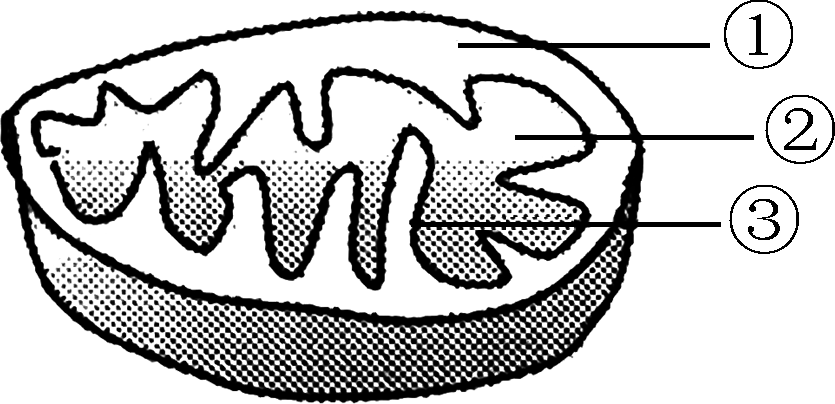 ①
②
③